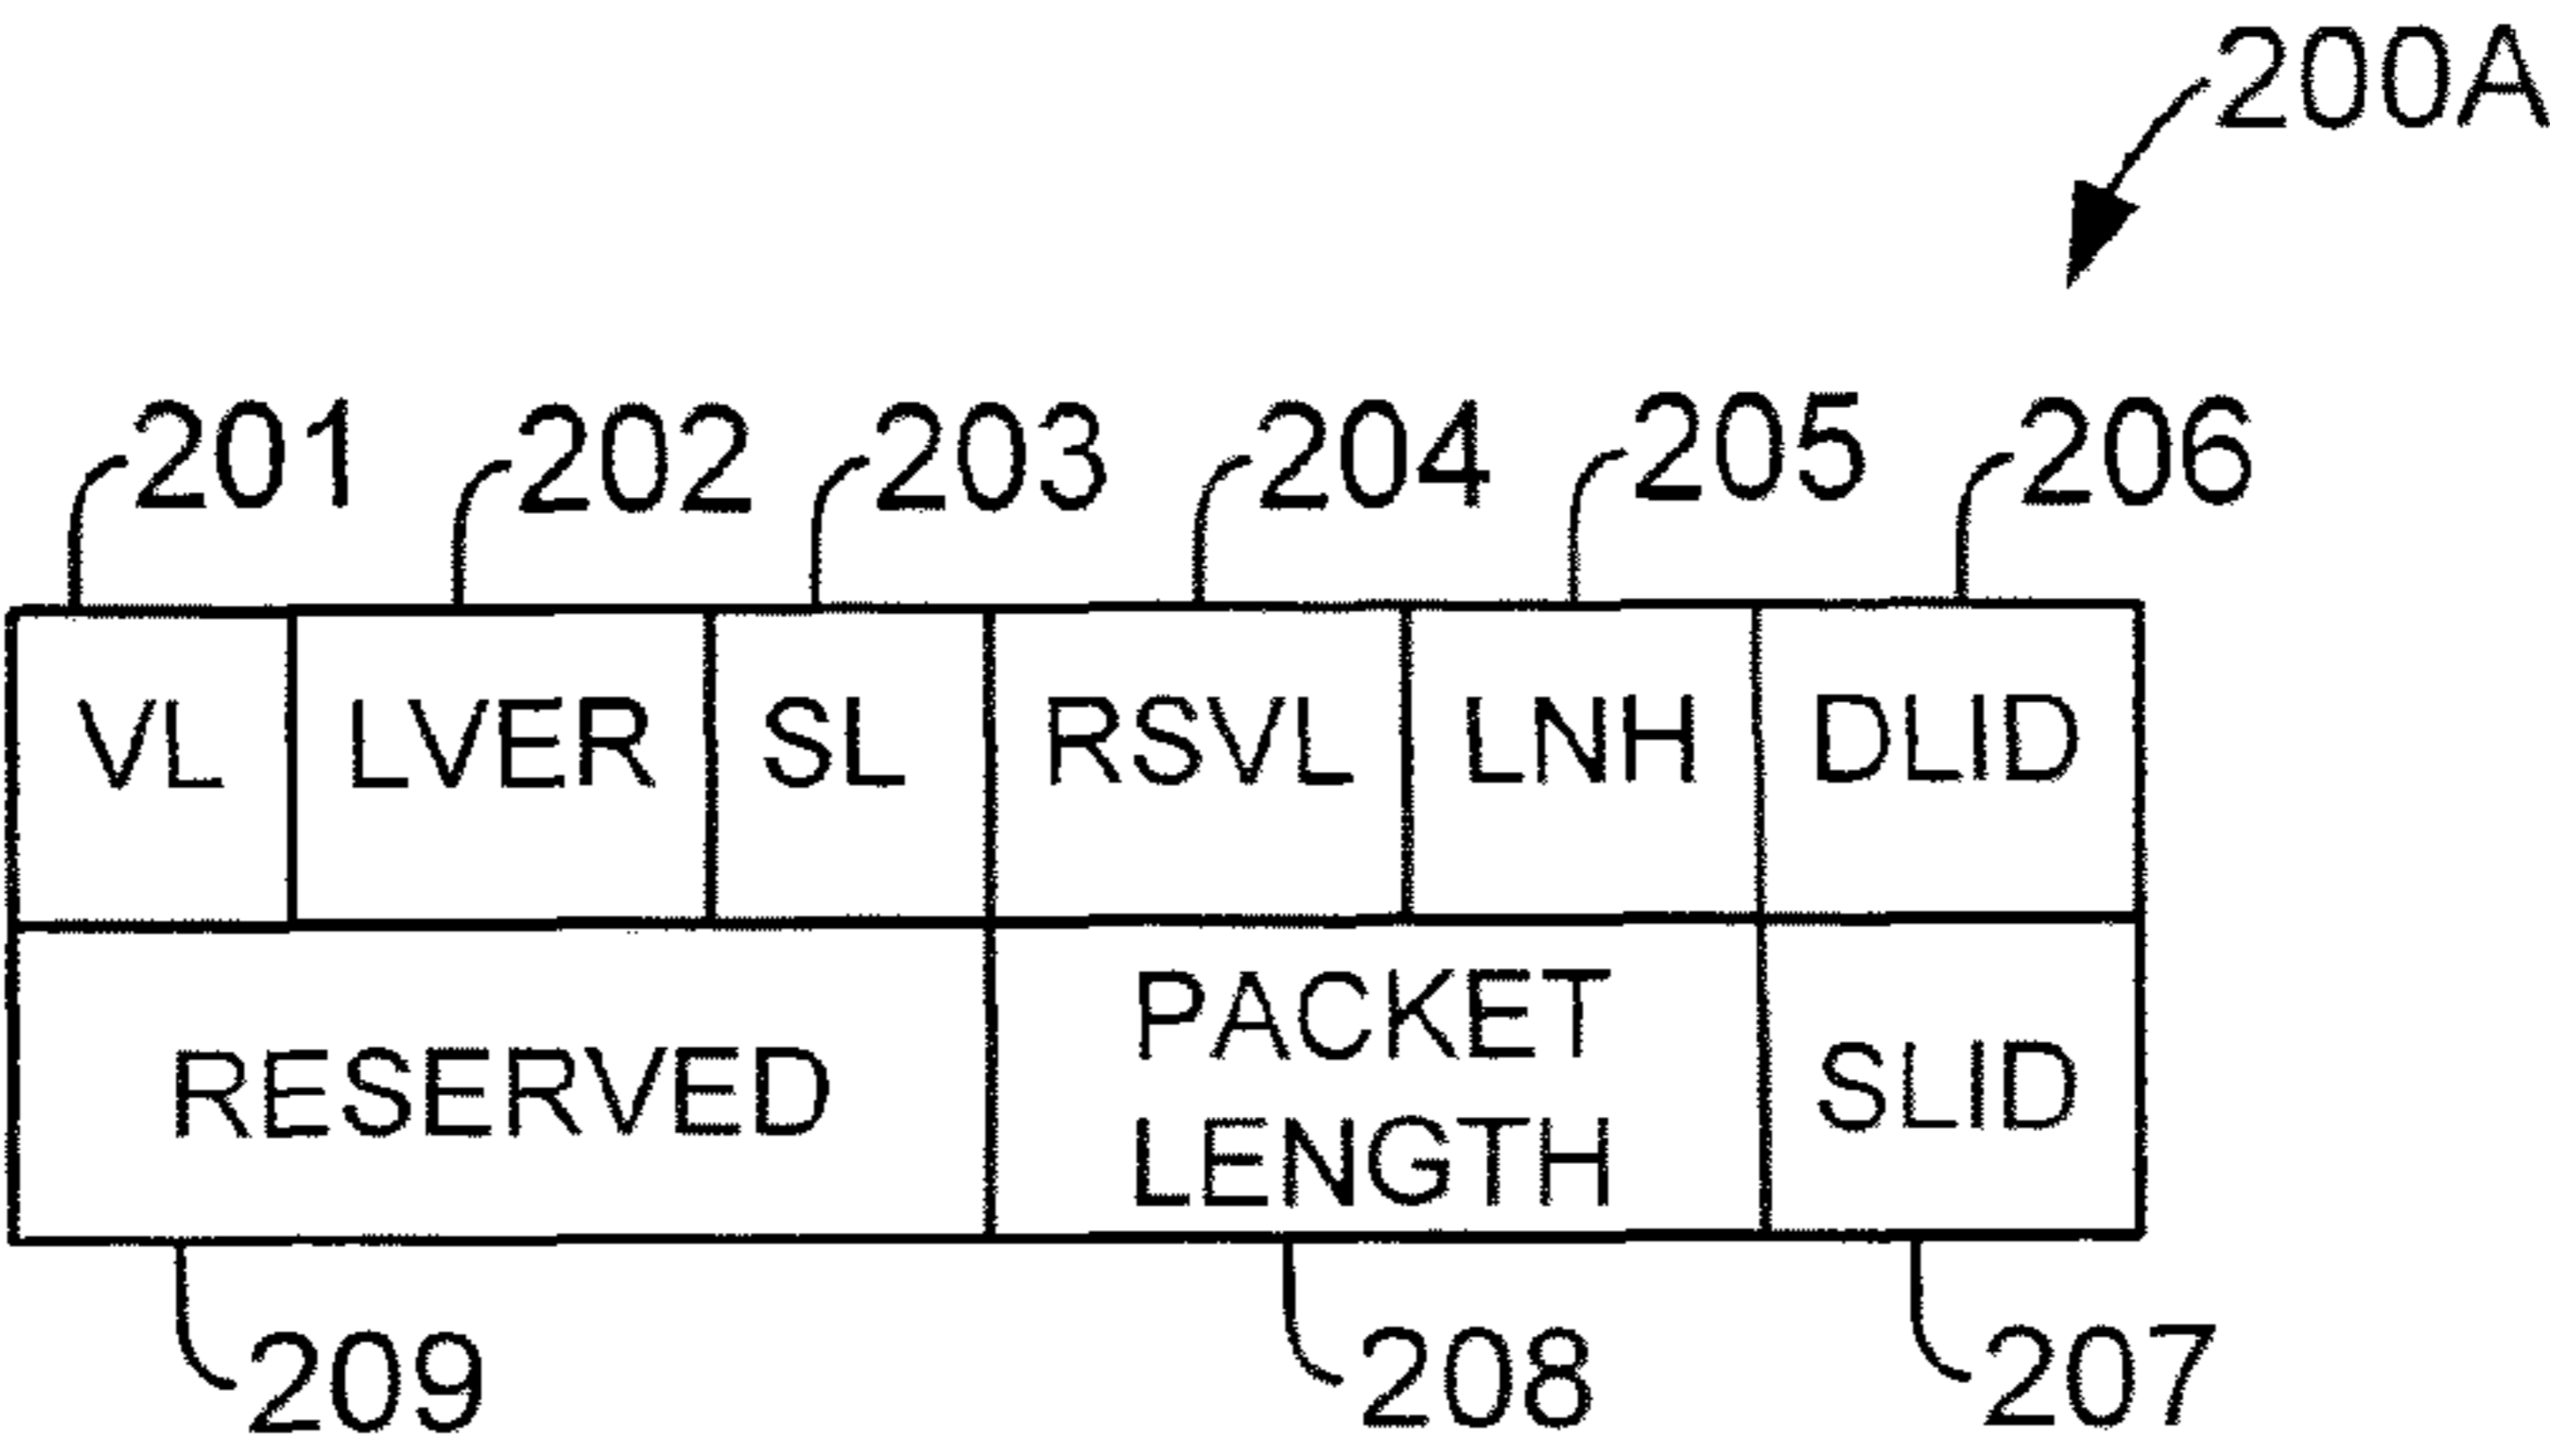 200A
201 202 203 204 205 206
VL LVER SL RSVL LNH DLID
RESERVED PACKET LENGTH SLID
209 208 207